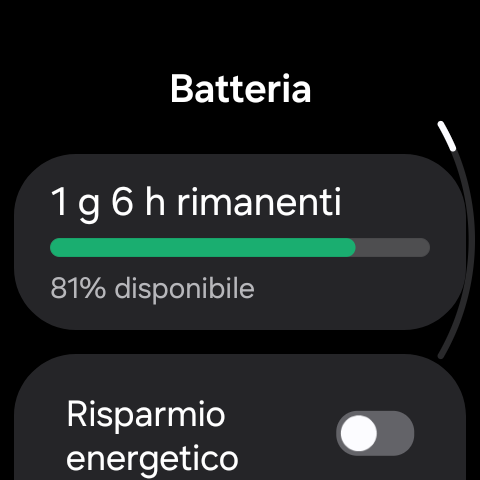 Batteria
1 g 6 h rimanenti
81% disponibile
Risparmio
energetico